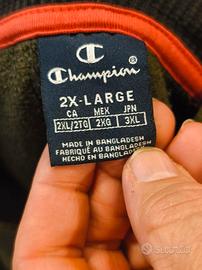 Champion
2X-LARGE
CA MEX JPN
2XL/2TG 2XG 3XL
MADE IN BANGLADESH
FABRIQUÉ AU BANGLADESH
HECHO EN BANGLADESH
subito